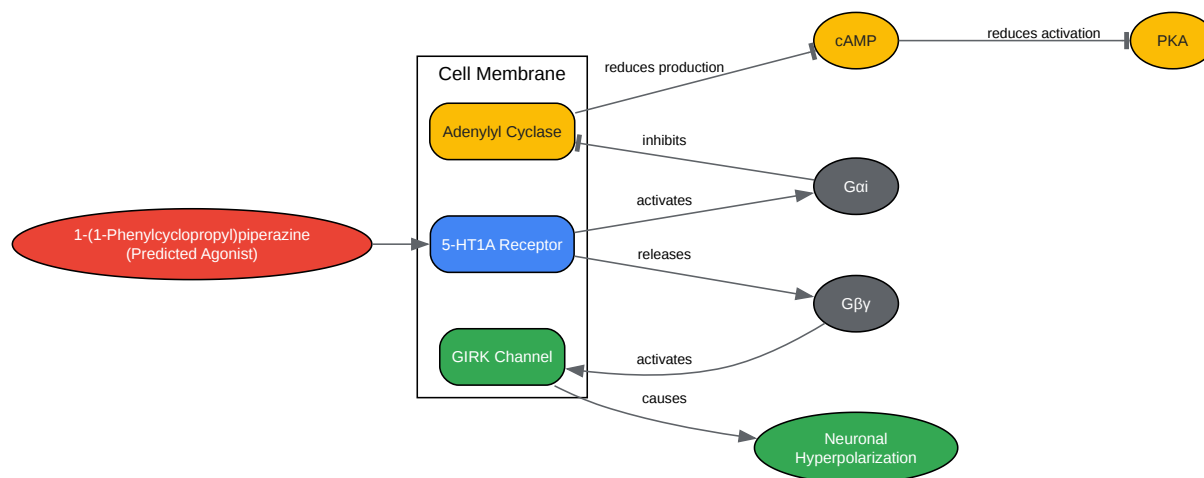 cAMP
reduces activation
PKA
reduces production
Cell Membrane
Adenylyl Cyclase
inhibits
Gαi
activates
1-(1-Phenylcyclopropyl)piperazine
(Predicted Agonist)
5-HT1A Receptor
releases
Gβγ
GIRK Channel
activates
causes
Neuronal
Hyperpolarization